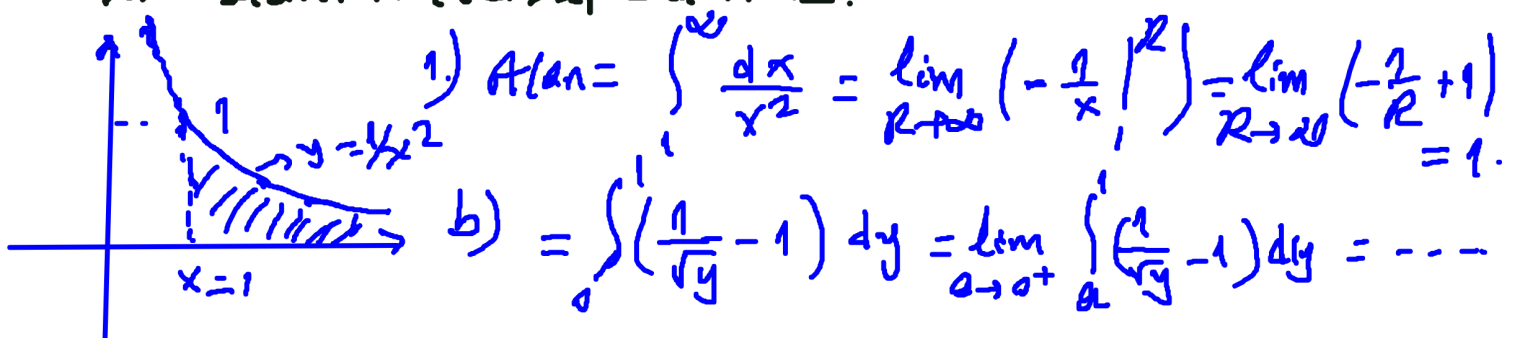 1.) Alan = ∫₁^∞ dx/x² = lim_{R→∞} (-1/x |₁^R) = lim_{R→∞} (-1/R + 1) = 1.
1
y = 1/x²
x = 1
b) = ∫₀¹ (1/√y - 1) dy = lim_{a→0⁺} ∫ₐ¹ (1/√y - 1) dy = - - - -